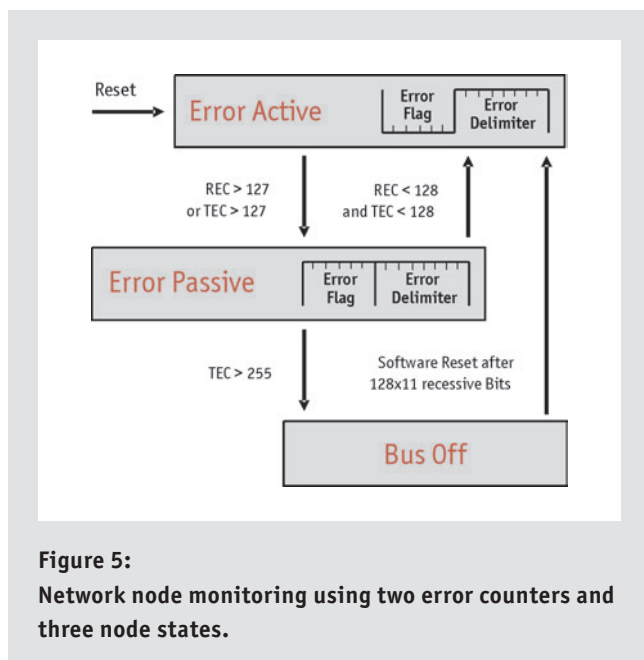 Reset
Error Active
Error
Flag
Error
Delimiter
REC > 127
or TEC > 127
REC < 128
and TEC < 128
Error Passive
Error
Flag
Error
Delimiter
TEC > 255
Software Reset after
128x11 recessive Bits
Bus Off
Figure 5:
Network node monitoring using two error counters and
three node states.